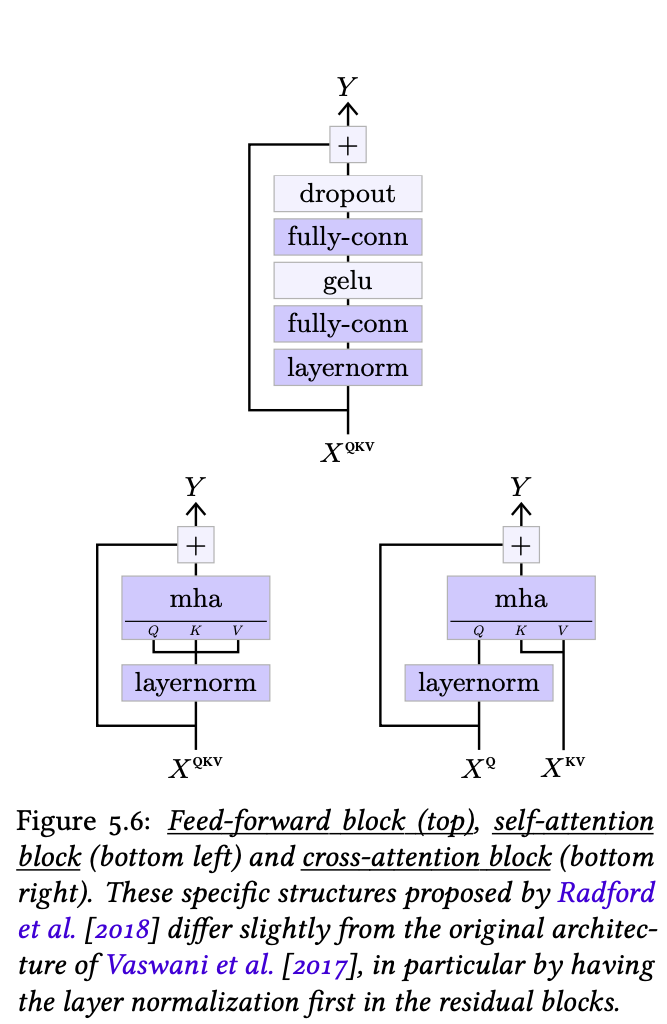 Y
+
dropout
fully-conn
gelu
fully-conn
layernorm
X^QKV
Y
+
mha
Q K V
layernorm
X^QKV
Y
+
mha
Q K V
layernorm
X^Q X^KV
Figure 5.6: Feed-forward block (top), self-attention
block (bottom left) and cross-attention block (bottom
right). These specific structures proposed by Radford
et al. [2018] differ slightly from the original architec-
ture of Vaswani et al. [2017], in particular by having
the layer normalization first in the residual blocks.